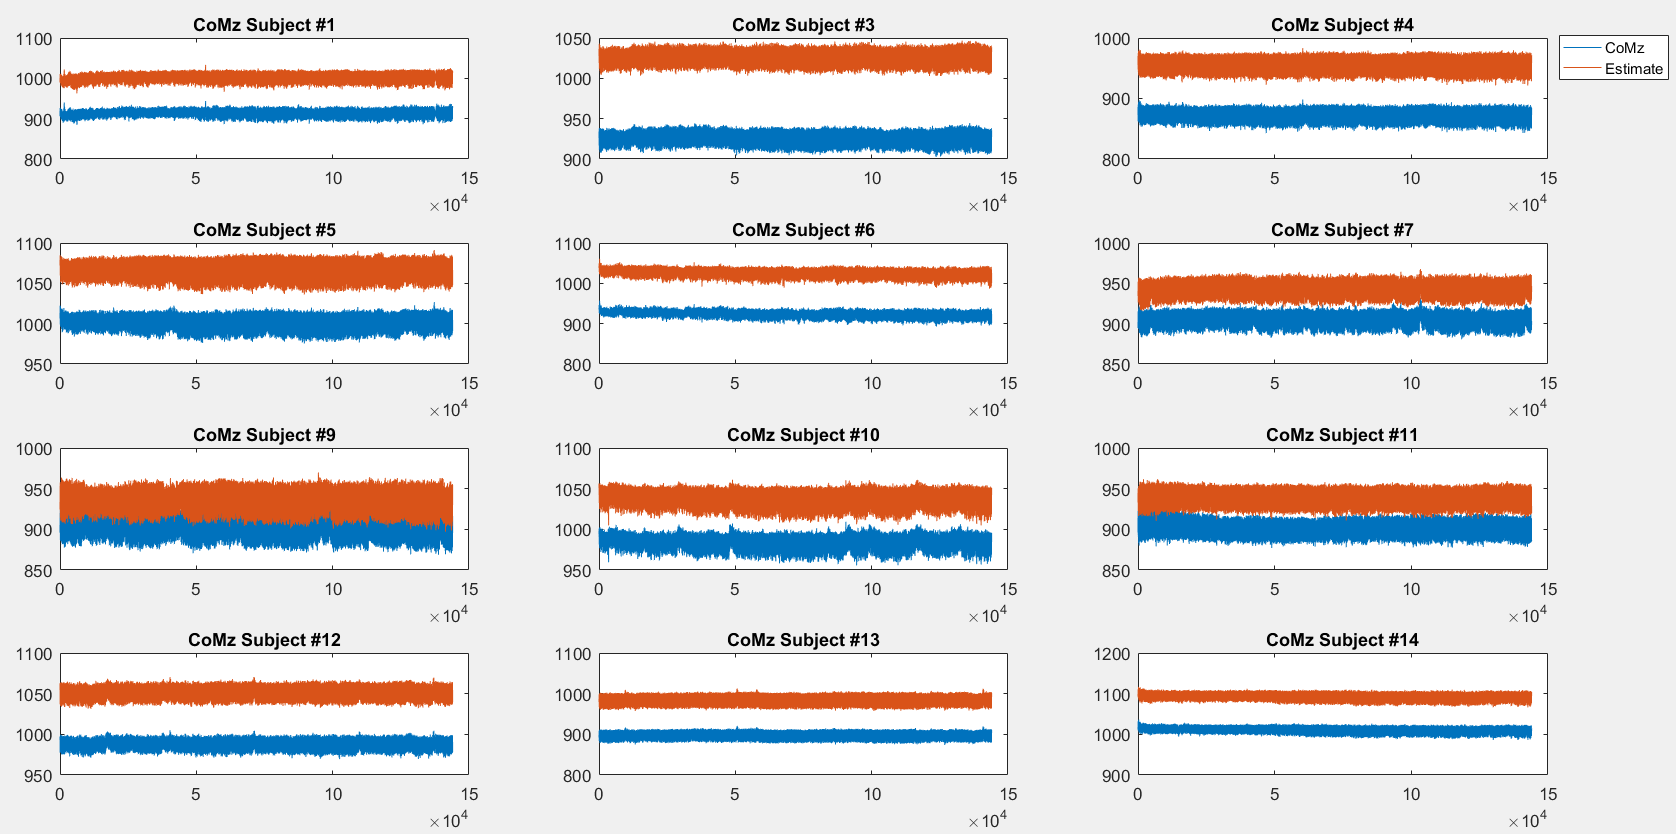 CoMz Subject #1
1100
1000
900
800
0 5 10 15
×10^4
CoMz Subject #3
1050
1000
950
900
0 5 10 15
×10^4
CoMz Subject #4
1000
900
800
0 5 10 15
×10^4
CoMz
Estimate
CoMz Subject #5
1100
1050
1000
950
0 5 10 15
×10^4
CoMz Subject #6
1100
1000
900
800
0 5 10 15
×10^4
CoMz Subject #7
1000
950
900
850
0 5 10 15
×10^4
CoMz Subject #9
1000
950
900
850
0 5 10 15
×10^4
CoMz Subject #10
1100
1050
1000
950
0 5 10 15
×10^4
CoMz Subject #11
1000
950
900
850
0 5 10 15
×10^4
CoMz Subject #12
1100
1050
1000
950
0 5 10 15
×10^4
CoMz Subject #13
1100
1000
900
800
0 5 10 15
×10^4
CoMz Subject #14
1200
1100
1000
900
0 5 10 15
×10^4